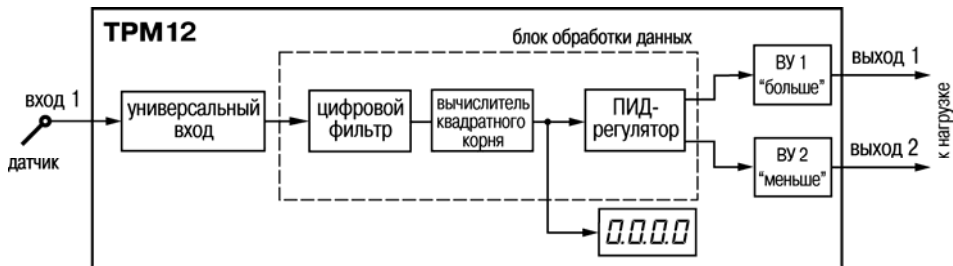 ТРМ12
блок обработки данных
вход 1
датчик
универсальный
вход
цифровой
фильтр
вычислитель
квадратного
корня
ПИД-
регулятор
ВУ 1
“больше”
выход 1
ВУ 2
“меньше”
выход 2
к нагрузке
0.0.0.0